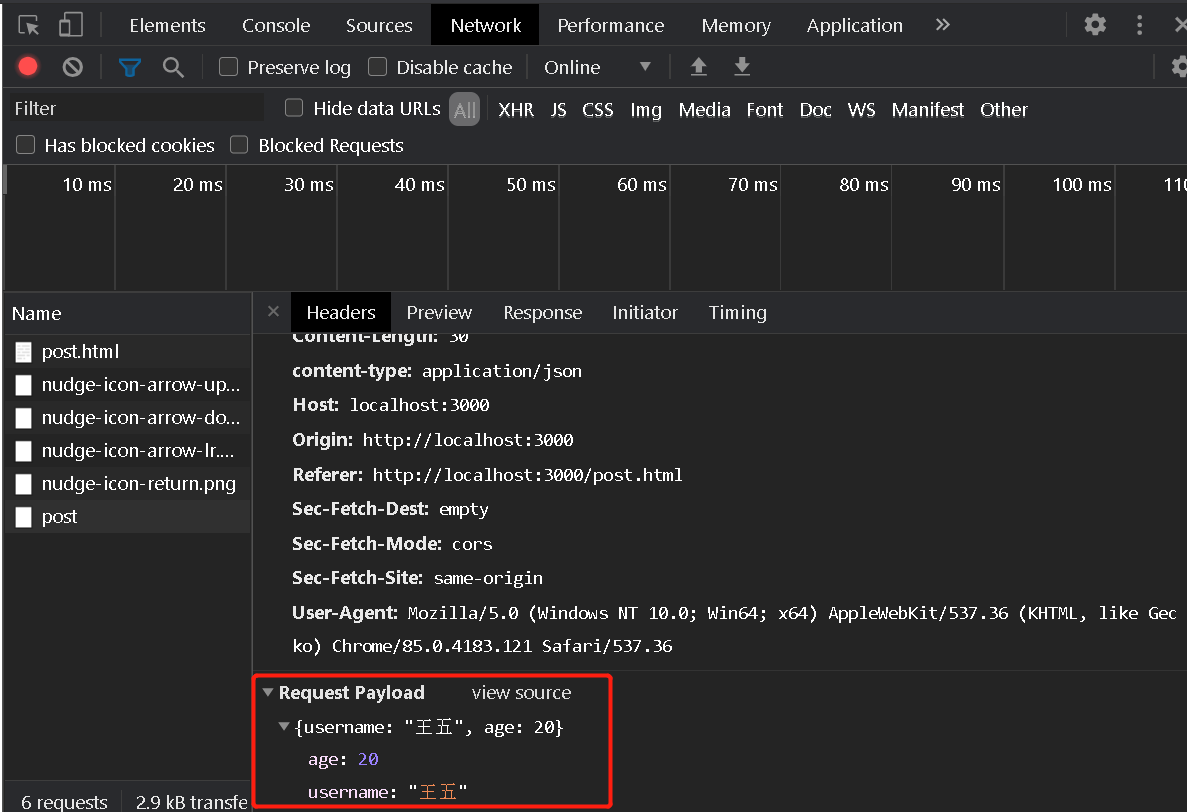 Elements Console Sources Network Performance Memory Application »
Preserve log Disable cache Online
Filter Hide data URLs All XHR JS CSS Img Media Font Doc WS Manifest Other
Has blocked cookies Blocked Requests
10 ms 20 ms 30 ms 40 ms 50 ms 60 ms 70 ms 80 ms 90 ms 100 ms
Name
post.html
nudge-icon-arrow-up...
nudge-icon-arrow-do...
nudge-icon-arrow-lr....
nudge-icon-return.png
post
6 requests 2.9 kB transfe
Headers Preview Response Initiator Timing
Content-Length: 30
content-type: application/json
Host: localhost:3000
Origin: http://localhost:3000
Referer: http://localhost:3000/post.html
Sec-Fetch-Dest: empty
Sec-Fetch-Mode: cors
Sec-Fetch-Site: same-origin
User-Agent: Mozilla/5.0 (Windows NT 10.0; Win64; x64) AppleWebKit/537.36 (KHTML, like Gec
ko) Chrome/85.0.4183.121 Safari/537.36
Request Payload view source
{username: "王五", age: 20}
age: 20
username: "王五"